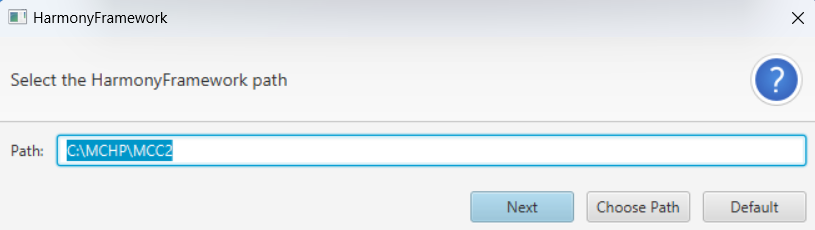 HarmonyFramework
Select the HarmonyFramework path
?
Path: C:\MCHP\MCC2
Next Choose Path Default